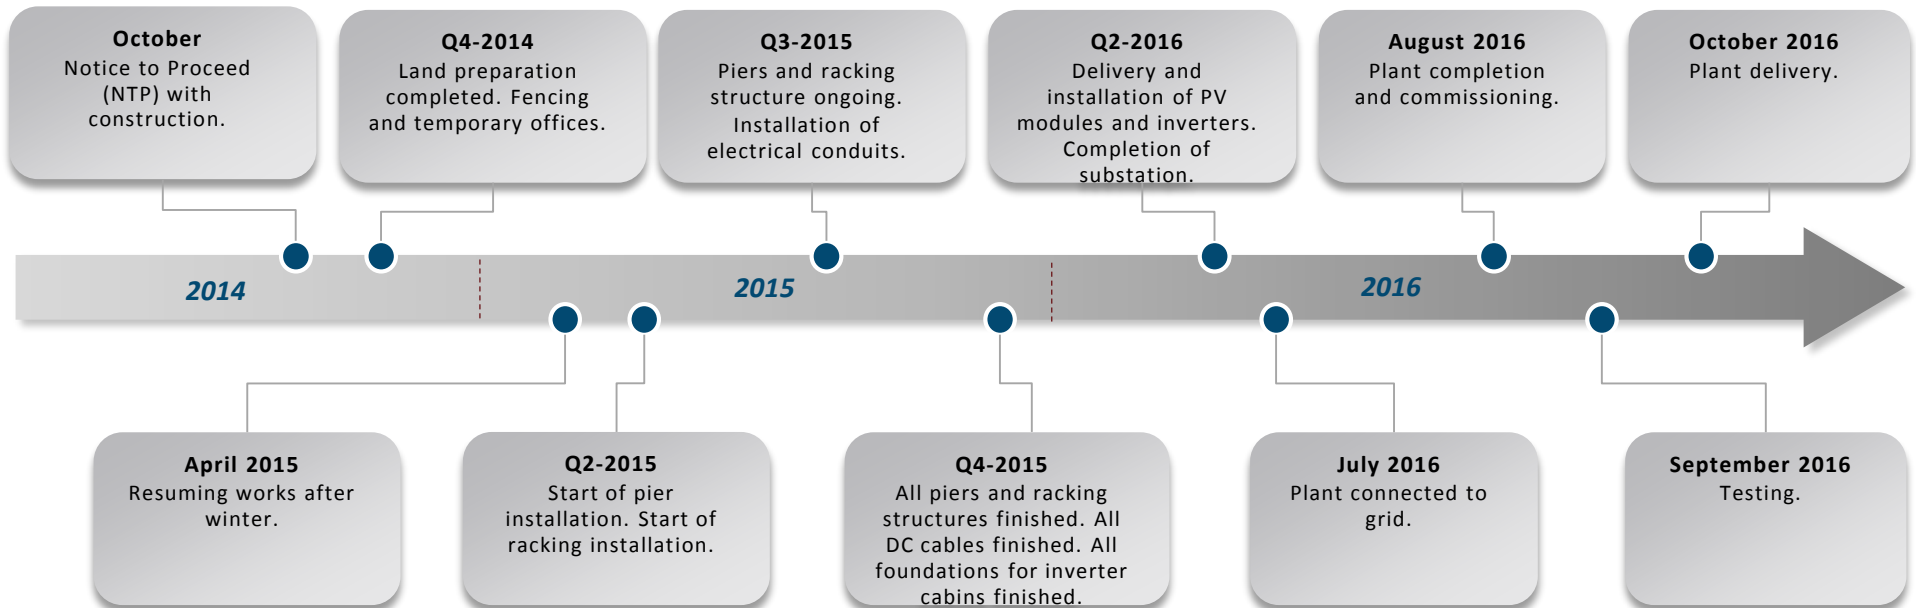 October
Notice to Proceed
(NTP) with
construction.
Q4-2014
Land preparation
completed. Fencing
and temporary offices.
Q3-2015
Piers and racking
structure ongoing.
Installation of
electrical conduits.
Q2-2016
Delivery and
installation of PV
modules and inverters.
Completion of
substation.
August 2016
Plant completion
and commissioning.
October 2016
Plant delivery.
2014
2015
2016
April 2015
Resuming works after
winter.
Q2-2015
Start of pier
installation. Start of
racking installation.
Q4-2015
All piers and racking
structures finished. All
DC cables finished. All
foundations for inverter
cabins finished.
July 2016
Plant connected to
grid.
September 2016
Testing.